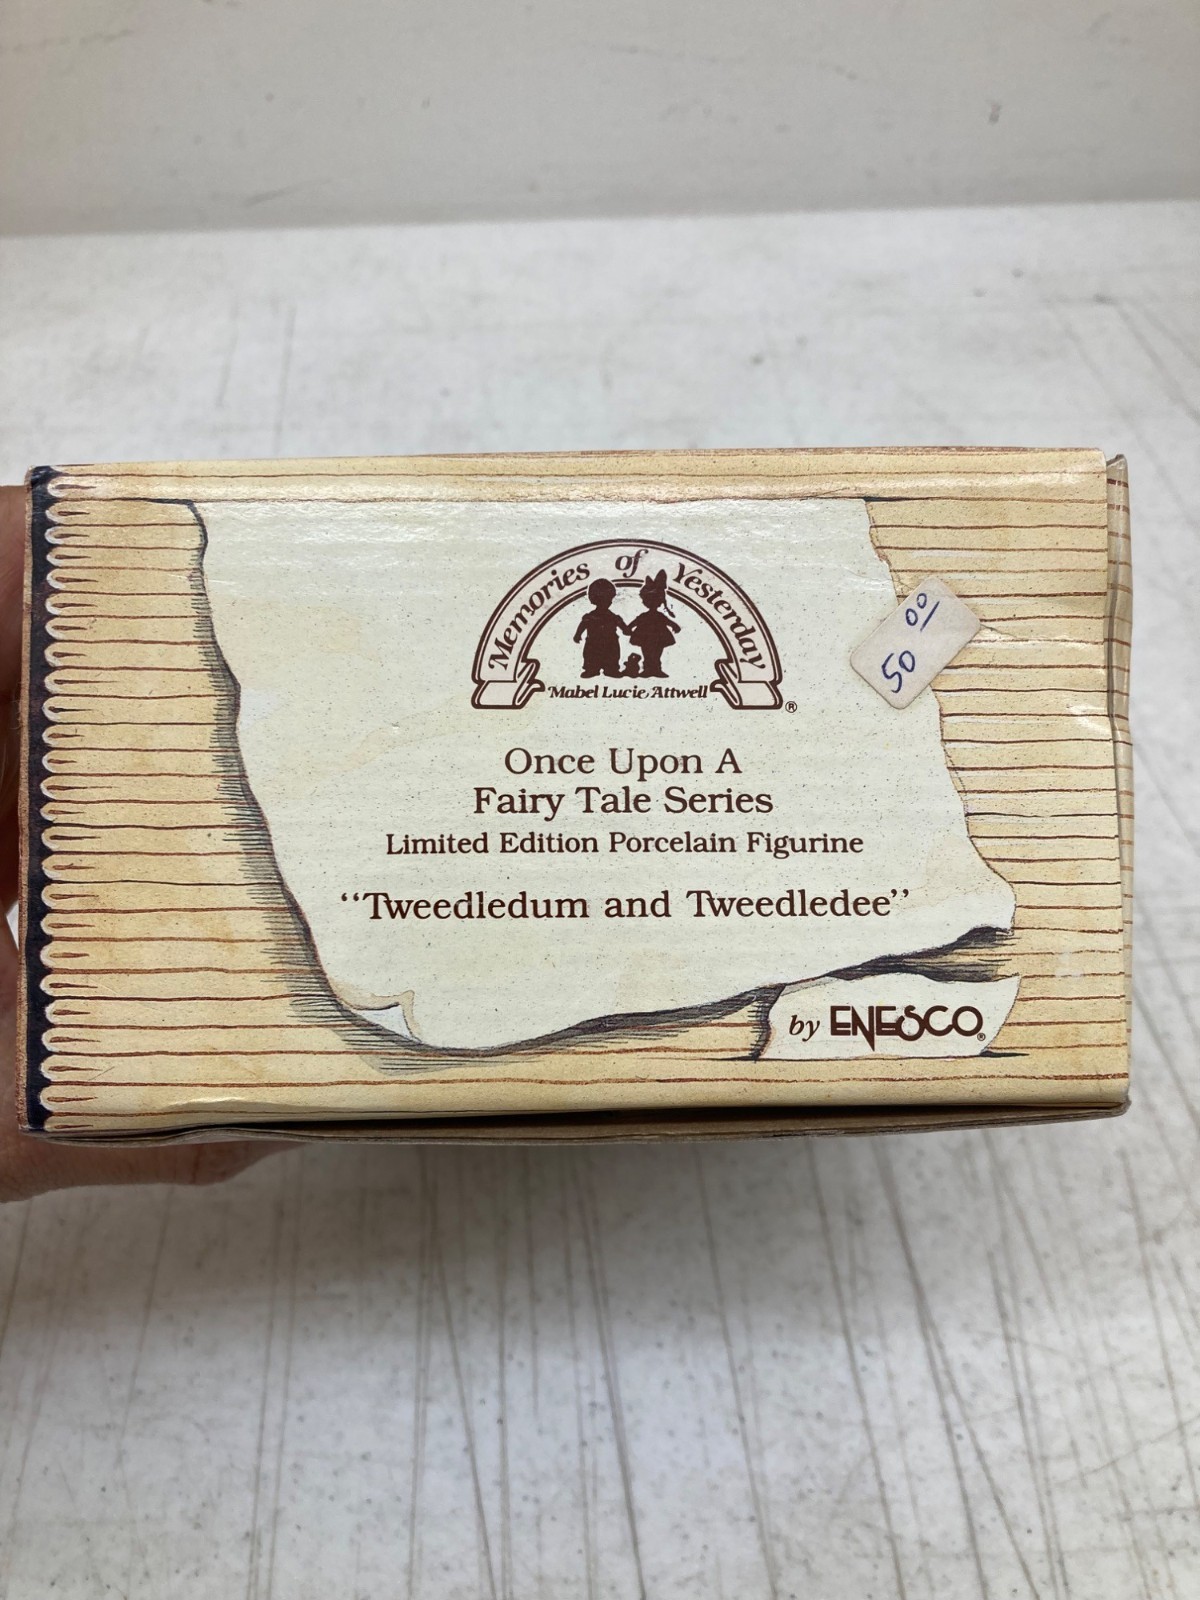 Memories of Yesterday
Mabel Lucie Attwell
®
50 00
Once Upon A
Fairy Tale Series
Limited Edition Porcelain Figurine
“Tweedledum and Tweedledee”
by ENESCO®